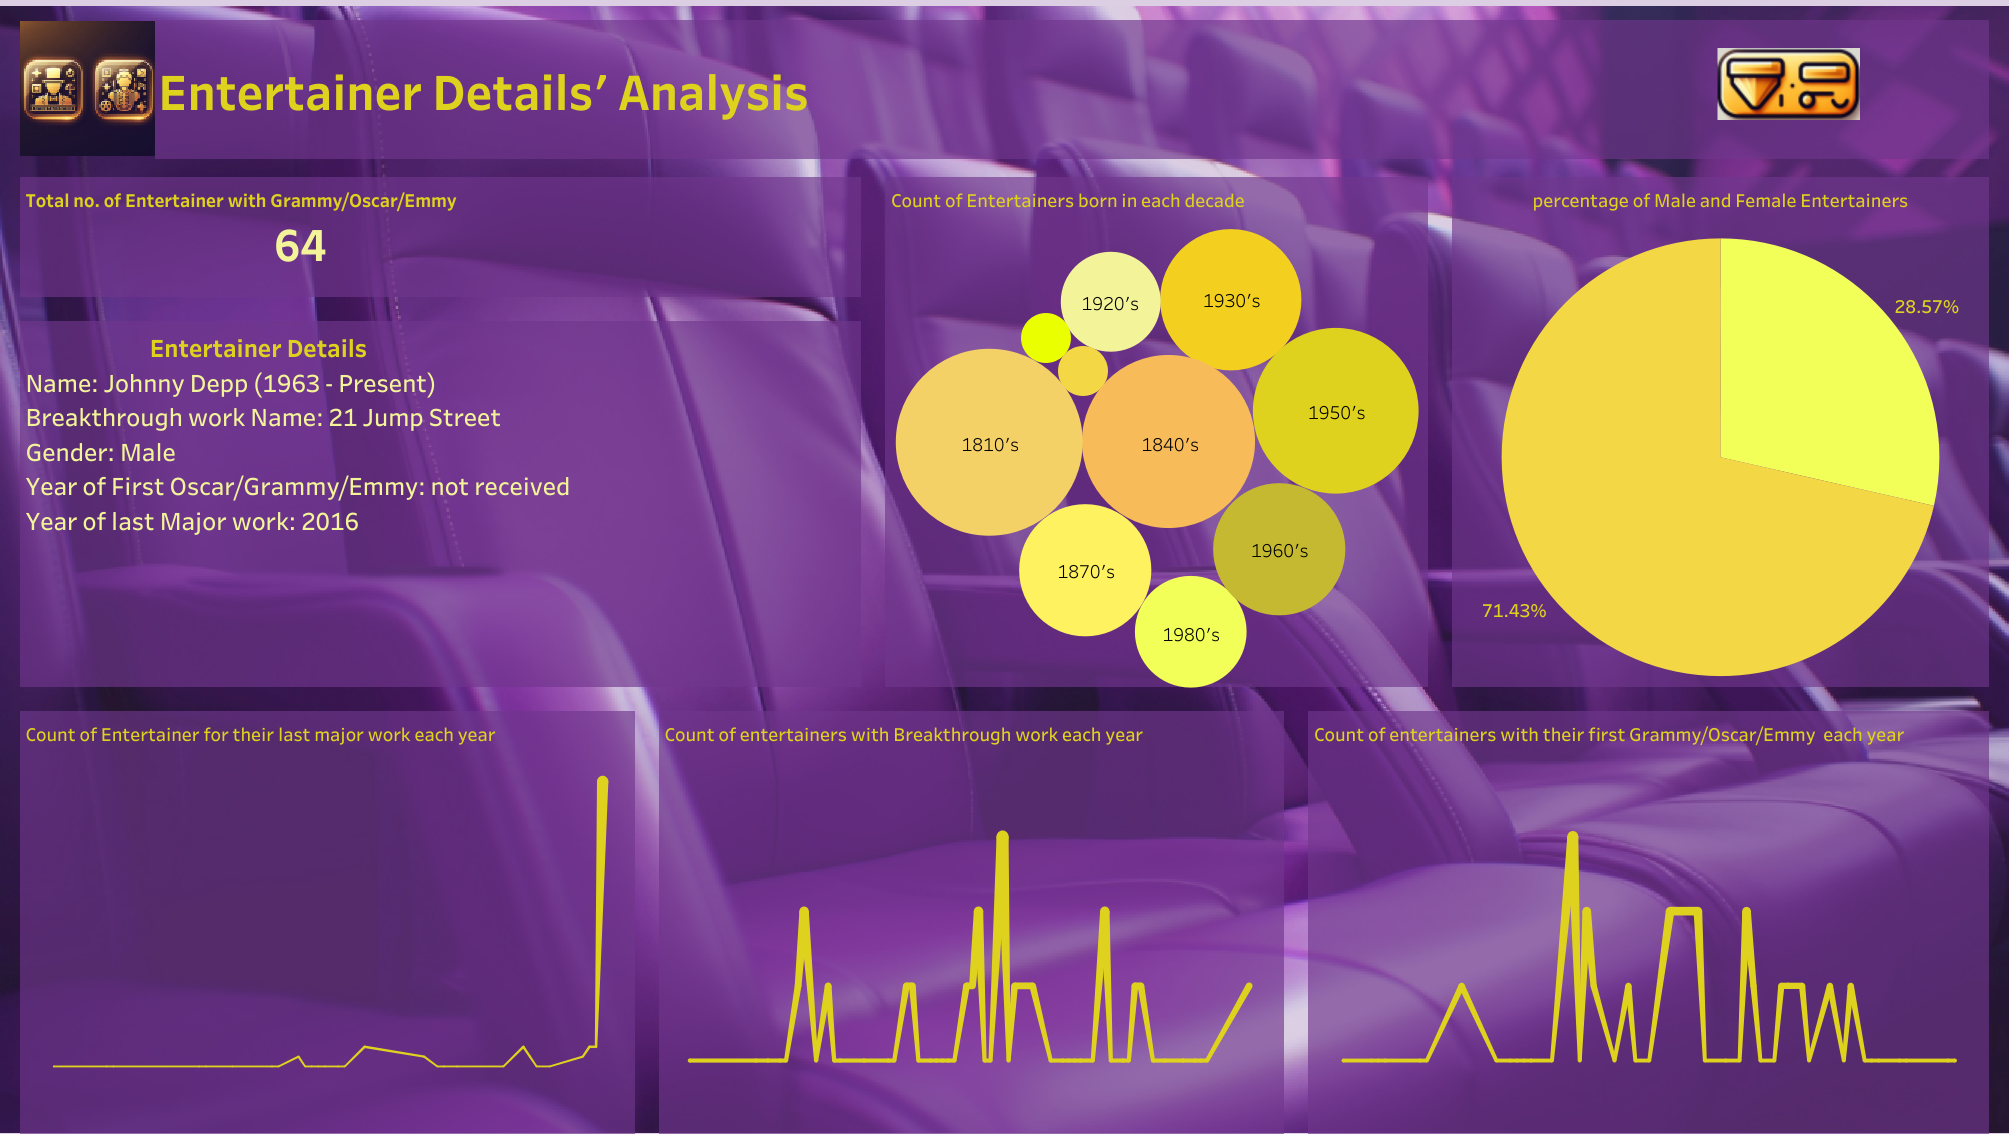 Entertainer Details’ Analysis
Total no. of Entertainer with Grammy/Oscar/Emmy
64
Entertainer Details
Name: Johnny Depp (1963 - Present)
Breakthrough work Name: 21 Jump Street
Gender: Male
Year of First Oscar/Grammy/Emmy: not received
Year of last Major work: 2016
Count of Entertainers born in each decade
1920’s
1930’s
1950’s
1810’s
1840’s
1960’s
1870’s
1980’s
percentage of Male and Female Entertainers
28.57%
71.43%
Count of Entertainer for their last major work each year
Count of entertainers with Breakthrough work each year
Count of entertainers with their first Grammy/Oscar/Emmy  each year